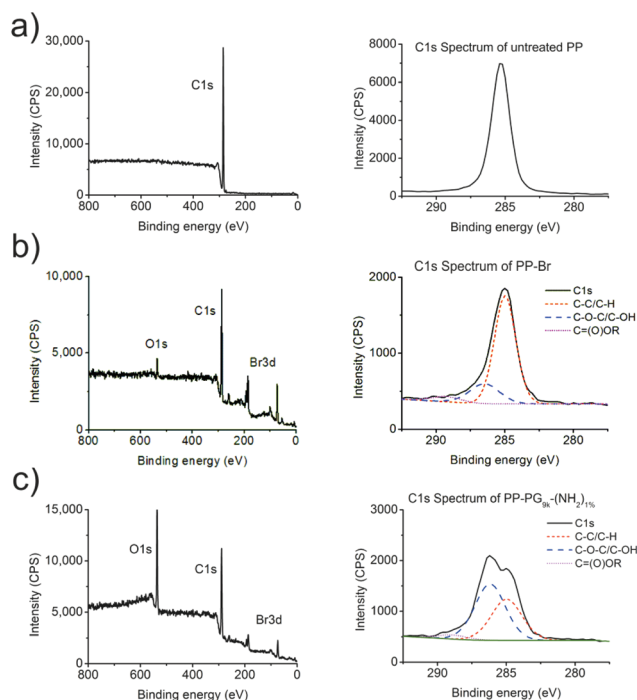 a)
30,000
20,000
10,000
0
800 600 400 200 0
Intensity (CPS)
Binding energy (eV)
C1s
C1s Spectrum of untreated PP
8000
6000
4000
2000
0
290 285 280
Intensity (CPS)
Binding energy (eV)
b)
10,000
5,000
0
800 600 400 200 0
Intensity (CPS)
Binding energy (eV)
C1s
O1s
Br3d
C1s Spectrum of PP-Br
2000
1000
0
290 285 280
Intensity (CPS)
Binding energy (eV)
C1s
C-C/C-H
C-O-C/C-OH
C=(O)OR
c)
15,000
10,000
5,000
0
800 600 400 200 0
Intensity (CPS)
Binding energy (eV)
O1s
C1s
Br3d
C1s Spectrum of PP-PG9k-(NH2)1%
3000
2000
1000
0
290 285 280
Intensity (CPS)
Binding energy (eV)
C1s
C-C/C-H
C-O-C/C-OH
C=(O)OR